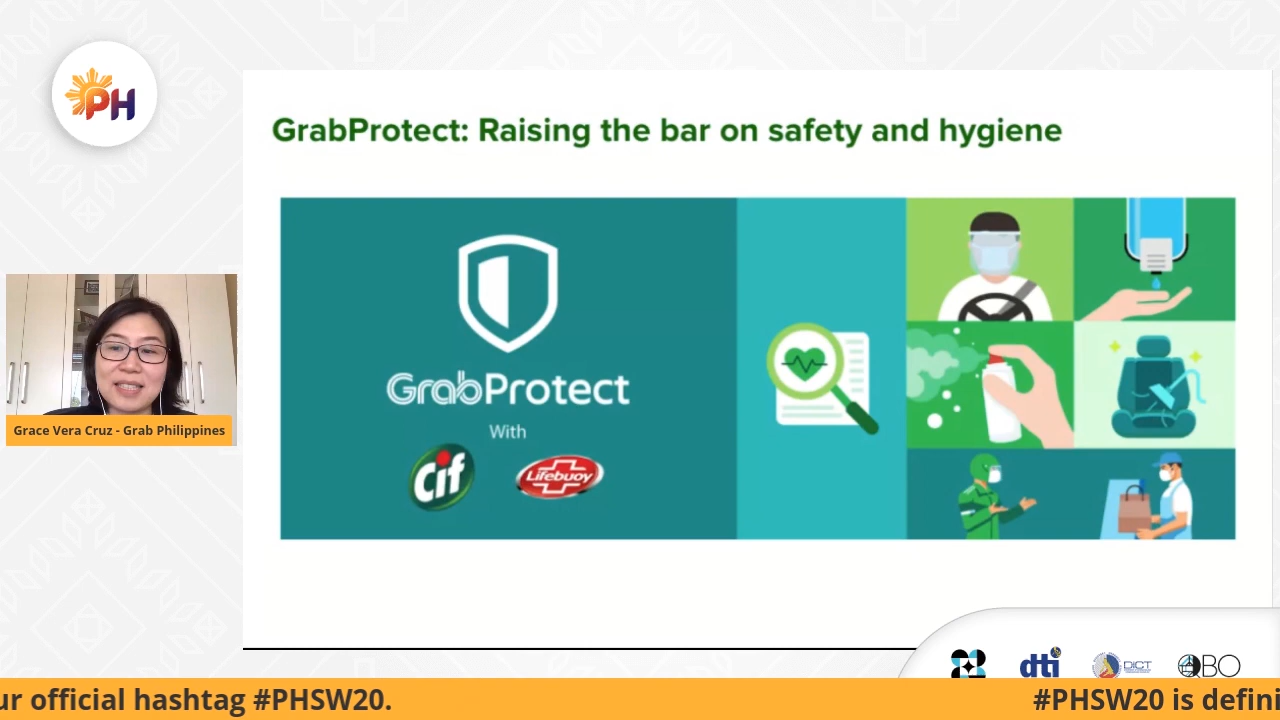 PH
GrabProtect: Raising the bar on safety and hygiene
GrabProtect
With
Cif
Lifebuoy
Grace Vera Cruz - Grab Philippines
dti
DICT
QBO
ur official hashtag #PHSW20.
#PHSW20 is defini